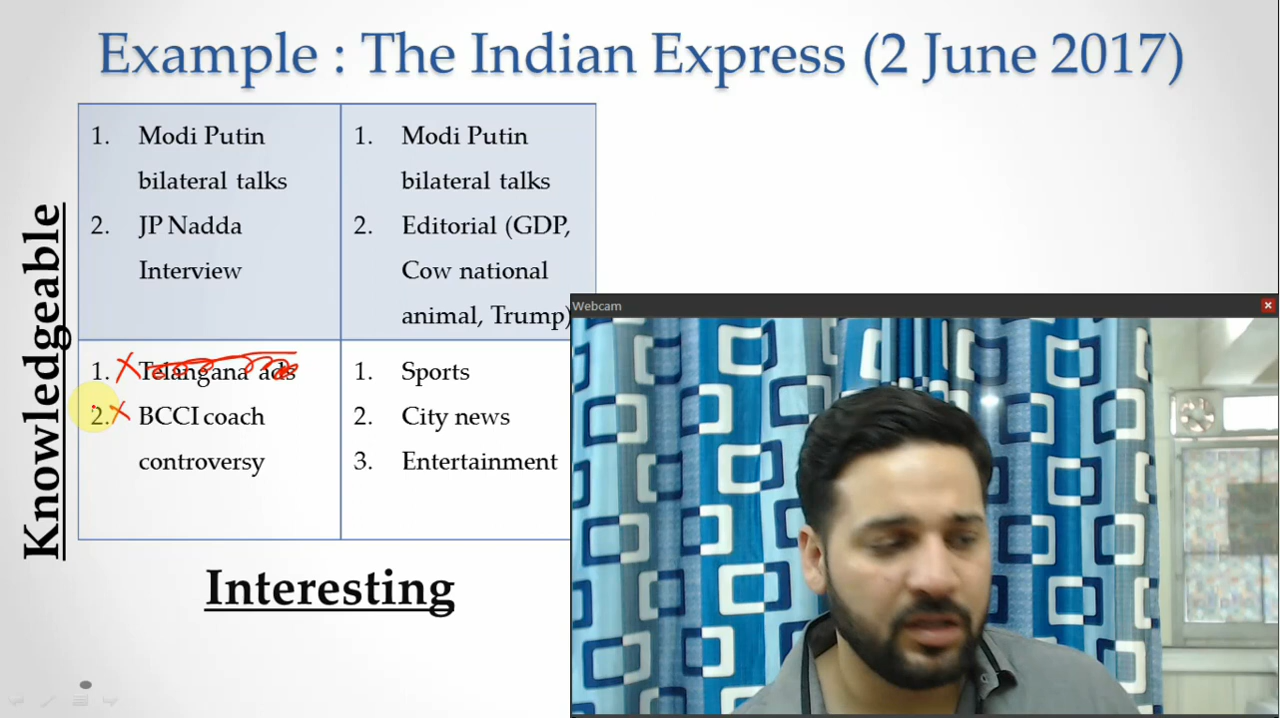 Example : The Indian Express (2 June 2017)
Knowledgeable
1. Modi Putin
bilateral talks
2. JP Nadda
Interview
1. Modi Putin
bilateral talks
2. Editorial (GDP,
Cow national
animal, Trump)
1. Telangana ads
2. BCCI coach
controversy
1. Sports
2. City news
3. Entertainment
Interesting
Webcam